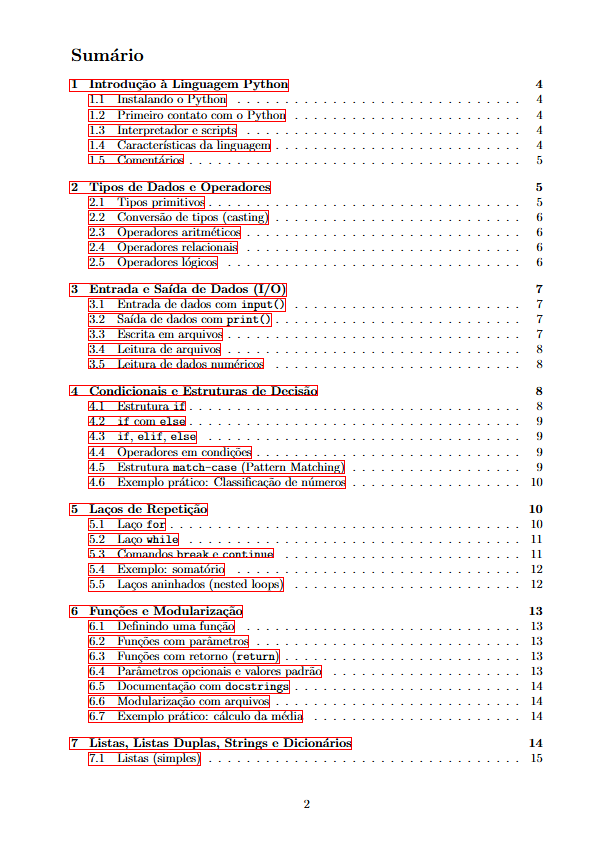 Sumário
1 Introdução à Linguagem Python 4
1.1 Instalando o Python . . . . . . . . . . . . . . . . . . . . . . . . . . . . . . 4
1.2 Primeiro contato com o Python . . . . . . . . . . . . . . . . . . . . . . . . 4
1.3 Interpretador e scripts . . . . . . . . . . . . . . . . . . . . . . . . . . . . . 4
1.4 Características da linguagem . . . . . . . . . . . . . . . . . . . . . . . . . . 4
1.5 Comentários . . . . . . . . . . . . . . . . . . . . . . . . . . . . . . . . . . . 5
2 Tipos de Dados e Operadores 5
2.1 Tipos primitivos . . . . . . . . . . . . . . . . . . . . . . . . . . . . . . . . . 5
2.2 Conversão de tipos (casting) . . . . . . . . . . . . . . . . . . . . . . . . . . 6
2.3 Operadores aritméticos . . . . . . . . . . . . . . . . . . . . . . . . . . . . . 6
2.4 Operadores relacionais . . . . . . . . . . . . . . . . . . . . . . . . . . . . . 6
2.5 Operadores lógicos . . . . . . . . . . . . . . . . . . . . . . . . . . . . . . . 6
3 Entrada e Saída de Dados (I/O) 7
3.1 Entrada de dados com input() . . . . . . . . . . . . . . . . . . . . . . . . 7
3.2 Saída de dados com print() . . . . . . . . . . . . . . . . . . . . . . . . . . 7
3.3 Escrita em arquivos . . . . . . . . . . . . . . . . . . . . . . . . . . . . . . . 7
3.4 Leitura de arquivos . . . . . . . . . . . . . . . . . . . . . . . . . . . . . . . 8
3.5 Leitura de dados numéricos . . . . . . . . . . . . . . . . . . . . . . . . . . 8
4 Condicionais e Estruturas de Decisão 8
4.1 Estrutura if . . . . . . . . . . . . . . . . . . . . . . . . . . . . . . . . . . . 8
4.2 if com else . . . . . . . . . . . . . . . . . . . . . . . . . . . . . . . . . . . 9
4.3 if, elif, else . . . . . . . . . . . . . . . . . . . . . . . . . . . . . . . . . . 9
4.4 Operadores em condições . . . . . . . . . . . . . . . . . . . . . . . . . . . . 9
4.5 Estrutura match-case (Pattern Matching) . . . . . . . . . . . . . . . . . . 9
4.6 Exemplo prático: Classificação de números . . . . . . . . . . . . . . . . . . 10
5 Laços de Repetição 10
5.1 Laço for . . . . . . . . . . . . . . . . . . . . . . . . . . . . . . . . . . . . . 10
5.2 Laço while . . . . . . . . . . . . . . . . . . . . . . . . . . . . . . . . . . . 11
5.3 Comandos break e continue . . . . . . . . . . . . . . . . . . . . . . . . . 11
5.4 Exemplo: somatório . . . . . . . . . . . . . . . . . . . . . . . . . . . . . . 12
5.5 Laços aninhados (nested loops) . . . . . . . . . . . . . . . . . . . . . . . . 12
6 Funções e Modularização 13
6.1 Definindo uma função . . . . . . . . . . . . . . . . . . . . . . . . . . . . . 13
6.2 Funções com parâmetros . . . . . . . . . . . . . . . . . . . . . . . . . . . . 13
6.3 Funções com retorno (return) . . . . . . . . . . . . . . . . . . . . . . . . . 13
6.4 Parâmetros opcionais e valores padrão . . . . . . . . . . . . . . . . . . . . 13
6.5 Documentação com docstrings . . . . . . . . . . . . . . . . . . . . . . . . 14
6.6 Modularização com arquivos . . . . . . . . . . . . . . . . . . . . . . . . . . 14
6.7 Exemplo prático: cálculo da média . . . . . . . . . . . . . . . . . . . . . . 14
7 Listas, Listas Duplas, Strings e Dicionários 14
7.1 Listas (simples) . . . . . . . . . . . . . . . . . . . . . . . . . . . . . . . . . 15
2